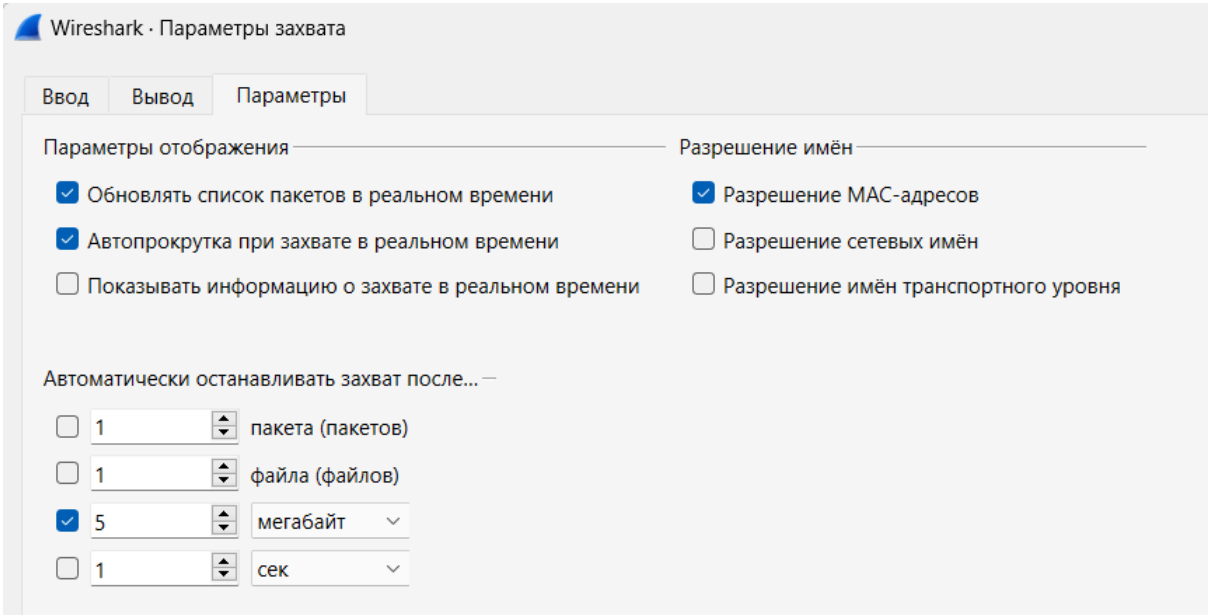 Wireshark · Параметры захвата
Ввод Вывод Параметры
Параметры отображения Разрешение имён
Обновлять список пакетов в реальном времени Разрешение MAC-адресов
Автопрокрутка при захвате в реальном времени Разрешение сетевых имён
Показывать информацию о захвате в реальном времени Разрешение имён транспортного уровня
Автоматически останавливать захват после...
1 пакета (пакетов)
1 файла (файлов)
5 мегабайт
1 сек